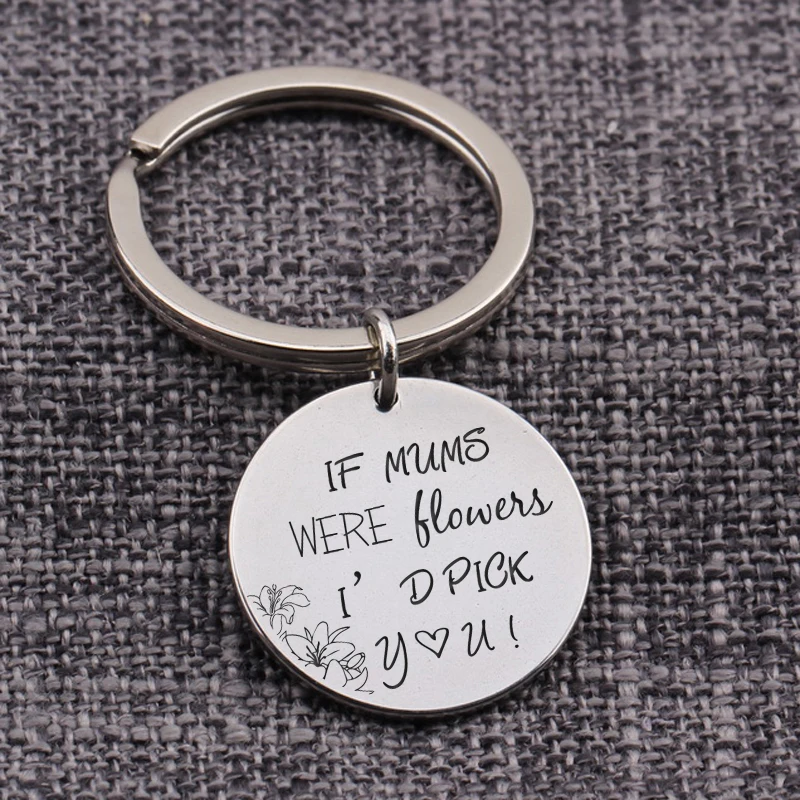 IF MUMS
WERE flowers
I' D PICK
Y♡U!